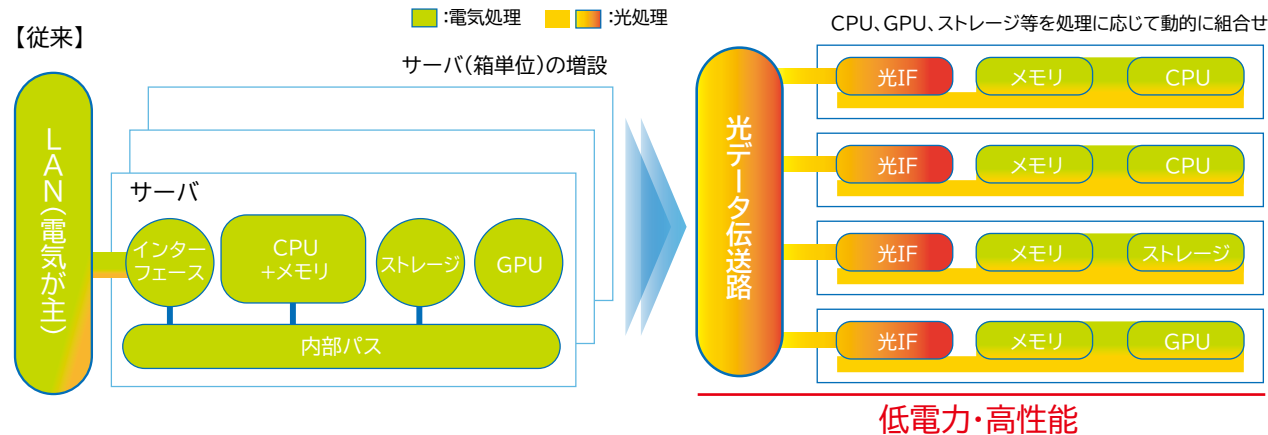 :電気処理
:光処理
【従来】
サーバ(箱単位)の増設
LAN(電気が主)
サーバ
インター
フェース
CPU
+メモリ
ストレージ
GPU
内部パス
CPU、GPU、ストレージ等を処理に応じて動的に組合せ
光データ伝送路
光IF
メモリ
CPU
光IF
メモリ
CPU
光IF
メモリ
ストレージ
光IF
メモリ
GPU
低電力・高性能